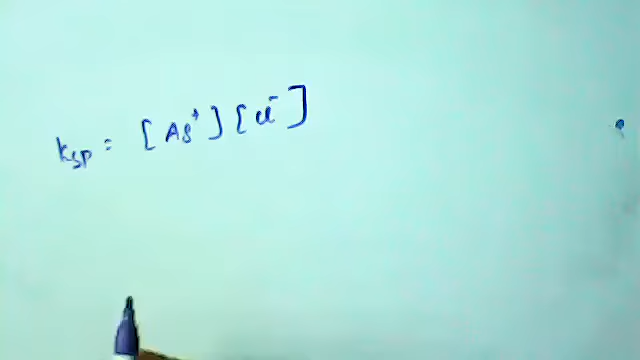 Ksp = [Ag⁺][Cl⁻]